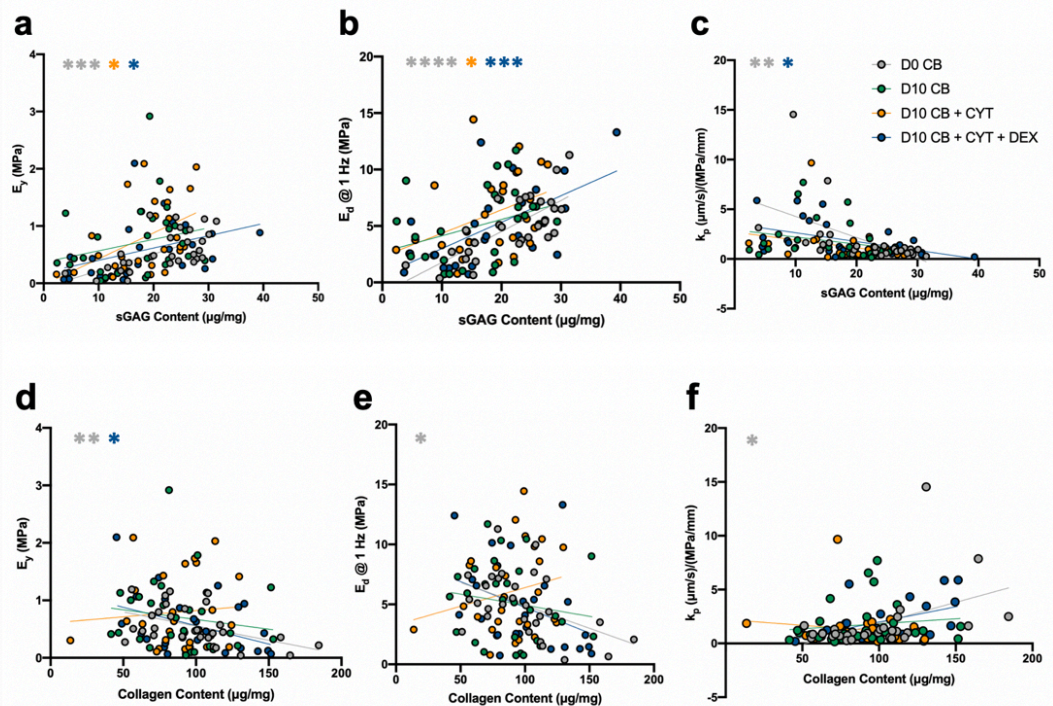 a
b
c
✱✱✱ ✱ ✱
✱✱✱✱ ✱ ✱✱✱
✱✱ ✱
D0 CB
D10 CB
D10 CB + CYT
D10 CB + CYT + DEX
4
3
2
1
0
Ey (MPa)
0 10 20 30 40 50
sGAG Content (µg/mg)
20
15
10
5
0
Ed @ 1 Hz (MPa)
0 10 20 30 40 50
sGAG Content (µg/mg)
20
15
10
5
0
-5
kp (µm/s)/(MPa/mm)
10 20 30 40 50
sGAG Content (µg/mg)
d
e
f
✱✱ ✱
✱
✱
4
3
2
1
0
Ey (MPa)
0 50 100 150 200
Collagen Content (µg/mg)
20
15
10
5
0
Ed @ 1 Hz (MPa)
0 50 100 150 200
Collagen Content (µg/mg)
20
15
10
5
0
-5
kp (µm/s)/(MPa/mm)
50 100 150 200
Collagen Content (µg/mg)